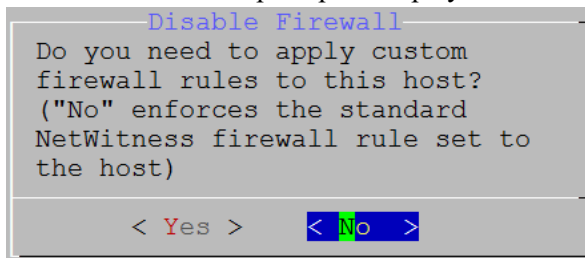 Disable Firewall
Do you need to apply custom
firewall rules to this host?
("No" enforces the standard
NetWitness firewall rule set to
the host)
< Yes > < No >